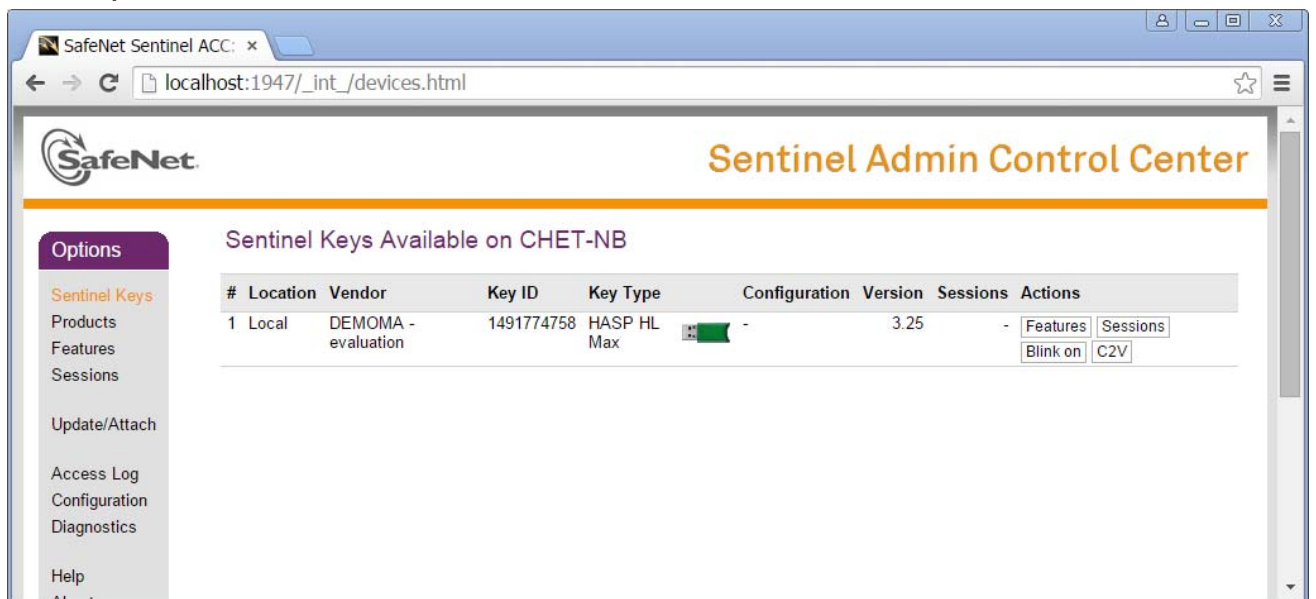 SafeNet Sentinel ACC:
localhost:1947/_int_/devices.html
SafeNet.
Sentinel Admin Control Center
Options
Sentinel Keys
Products
Features
Sessions
Update/Attach
Access Log
Configuration
Diagnostics
Help
Sentinel Keys Available on CHET-NB
# Location Vendor Key ID Key Type Configuration Version Sessions Actions
1 Local DEMOMA - 1491774758 HASP HL - 3.25 - Features Sessions
evaluation Max Blink on C2V